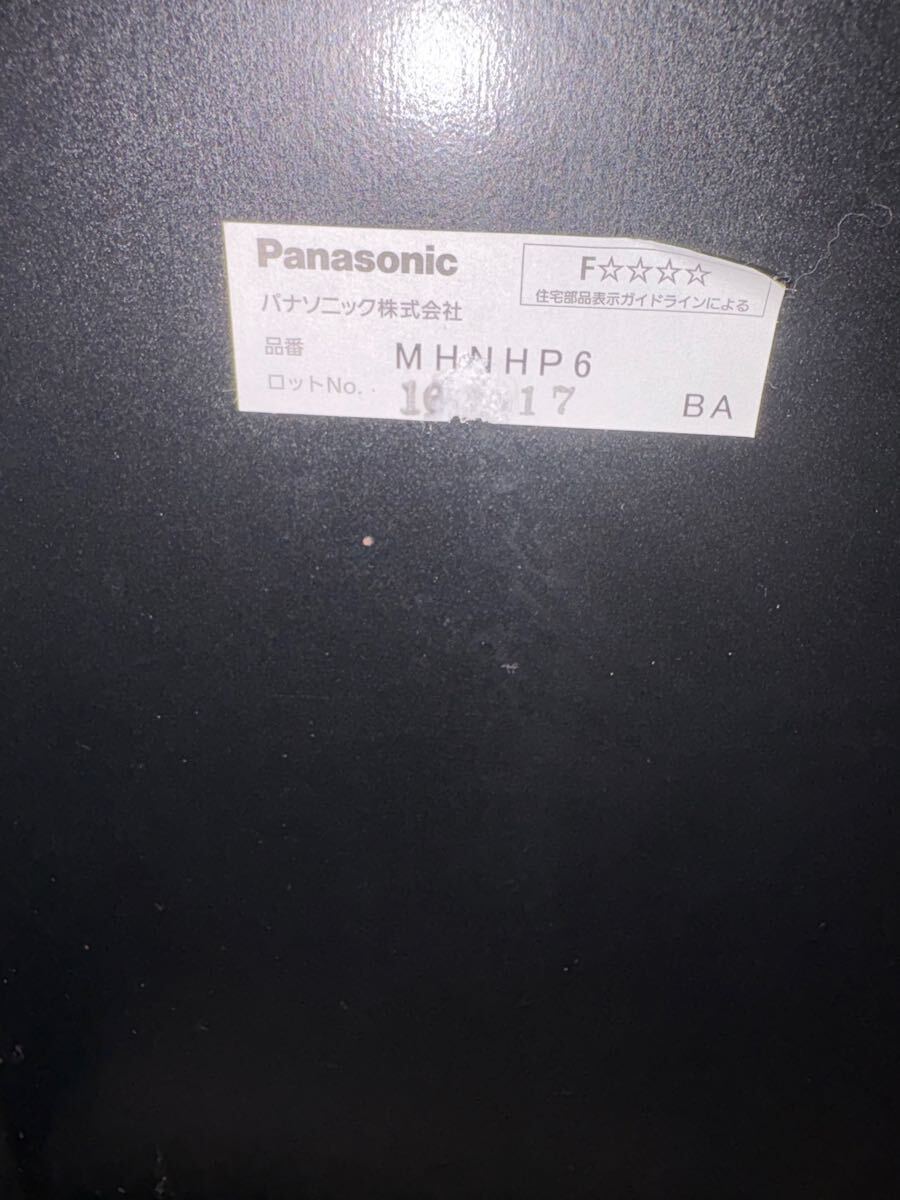 Panasonic
パナソニック株式会社
F☆☆☆☆
住宅部品表示ガイドラインによる
品番 MHNHP6
ロットNo. 17
BA